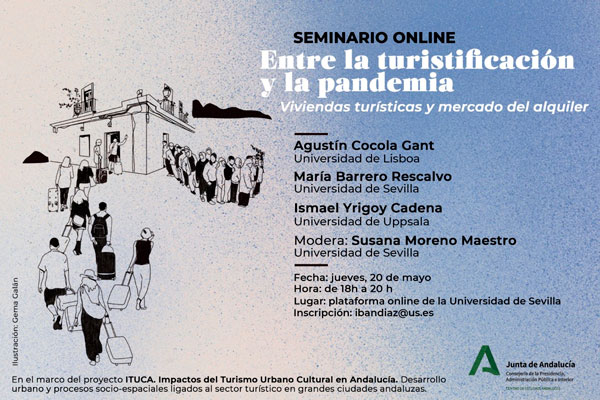 SEMINARIO ONLINE
Entre la turistificación
y la pandemia
Viviendas turísticas y mercado del alquiler
Agustín Cocola Gant
Universidad de Lisboa
María Barrero Rescalvo
Universidad de Sevilla
Ismael Yrigoy Cadena
Universidad de Uppsala
Modera: Susana Moreno Maestro
Universidad de Sevilla
Fecha: jueves, 20 de mayo
Hora: de 18h a 20 h
Lugar: plataforma online de la Universidad de Sevilla
Inscripción: ibandiaz@us.es
Ilustración: Gema Galán
Junta de Andalucía
Consejería de la Presidencia,
Administración Pública e Interior
CENTRO DE ESTUDIOS ANDALUCES
En el marco del proyecto ITUCA. Impactos del Turismo Urbano Cultural en Andalucía. Desarrollo
urbano y procesos socio-espaciales ligados al sector turístico en grandes ciudades andaluzas.